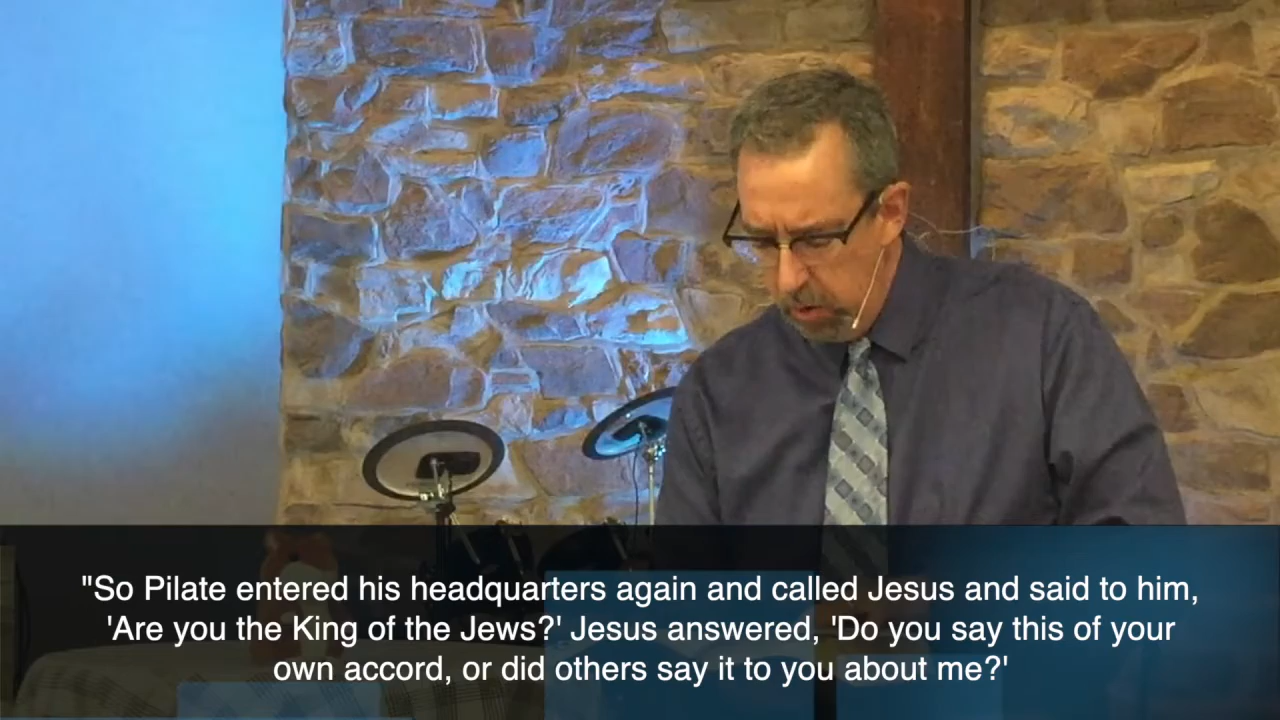 "So Pilate entered his headquarters again and called Jesus and said to him,
'Are you the King of the Jews?' Jesus answered, 'Do you say this of your
own accord, or did others say it to you about me?'